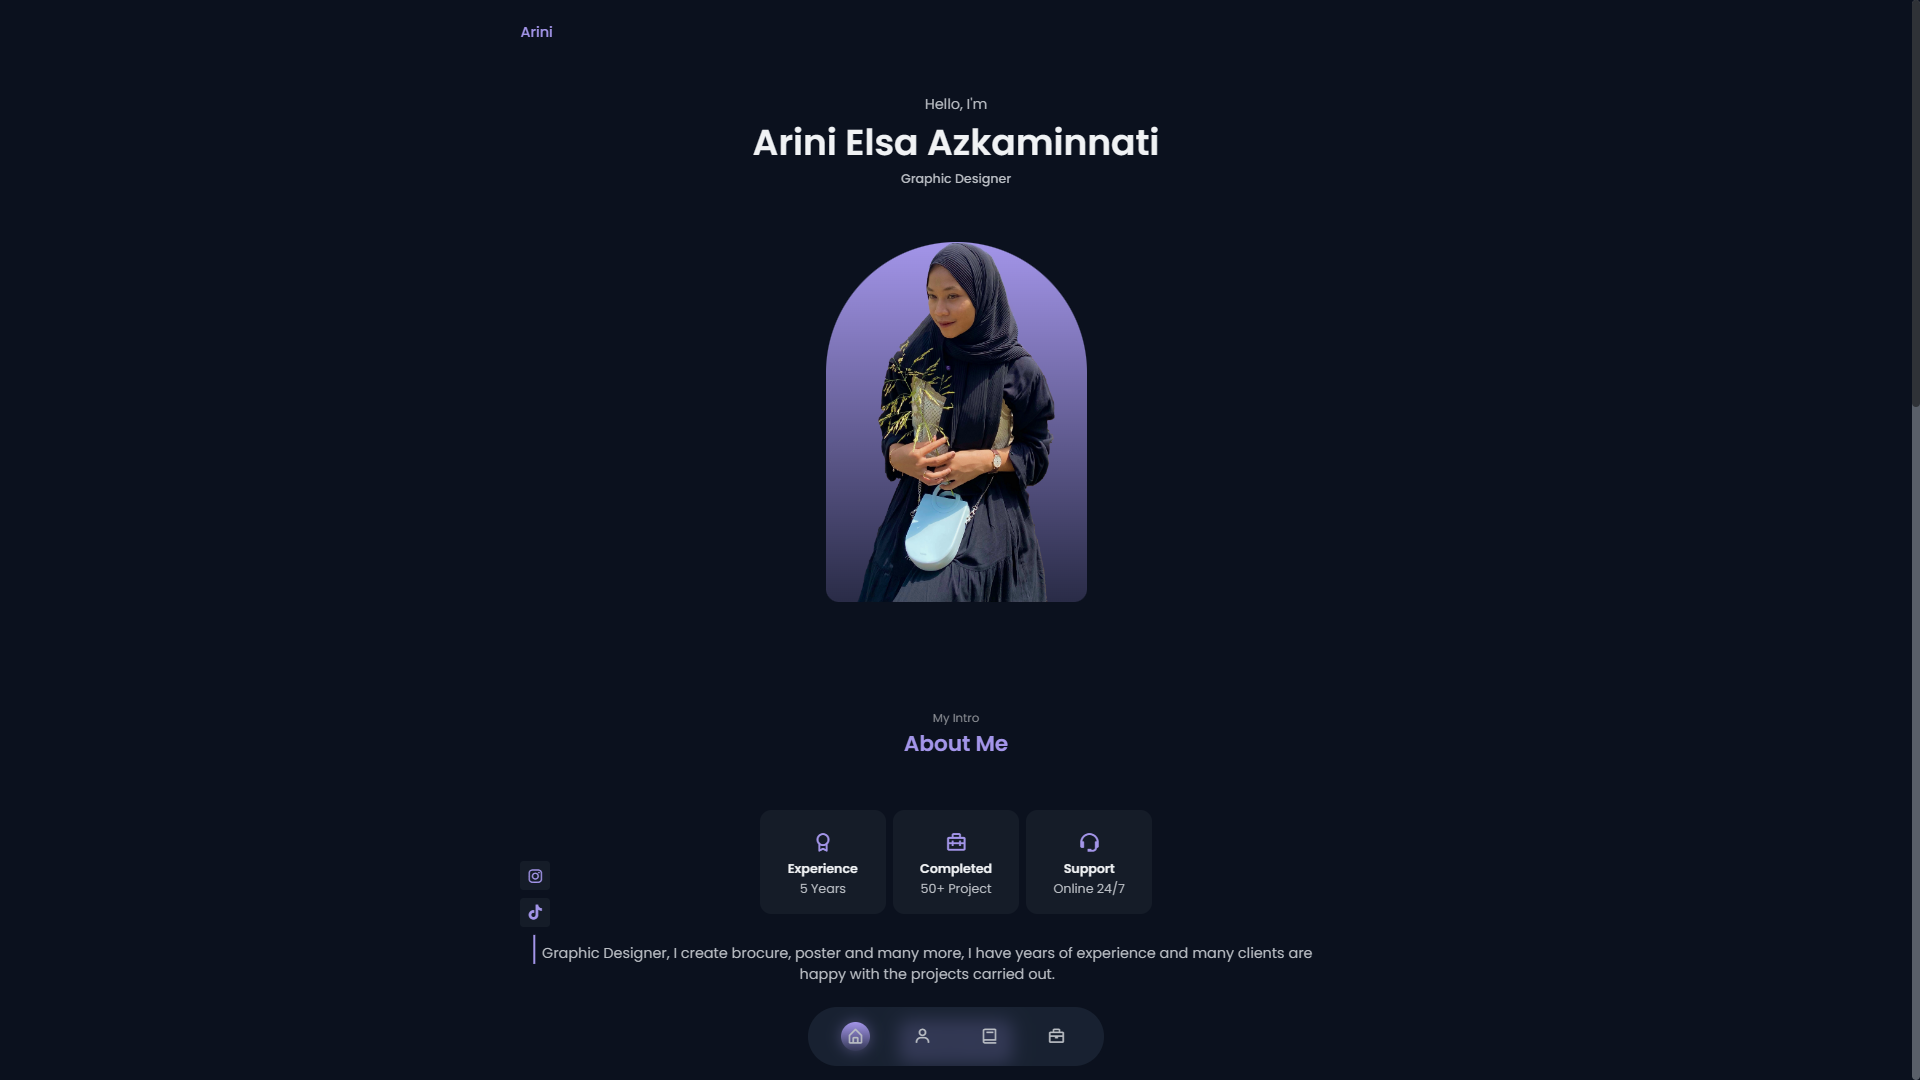 Arini
Hello, I'm
Arini Elsa Azkaminnati
Graphic Designer
My Intro
About Me
Experience
5 Years
Completed
50+ Project
Support
Online 24/7
Graphic Designer, I create brocure, poster and many more, I have years of experience and many clients are
happy with the projects carried out.